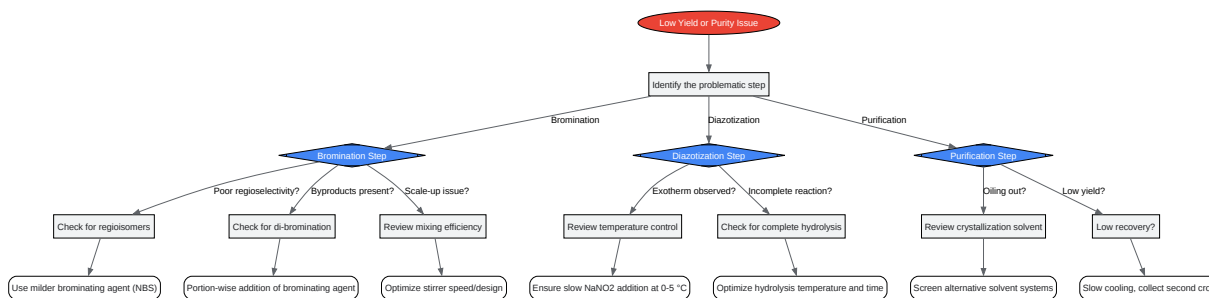 Low Yield or Purity Issue
Identify the problematic step
Bromination
Diazotization
Purification
Bromination Step
Diazotization Step
Purification Step
Poor regioselectivity?
Byproducts present?
Scale-up issue?
Exotherm observed?
Incomplete reaction?
Oiling out?
Low yield?
Check for regioisomers
Check for di-bromination
Review mixing efficiency
Review temperature control
Check for complete hydrolysis
Review crystallization solvent
Low recovery?
Use milder brominating agent (NBS)
Portion-wise addition of brominating agent
Optimize stirrer speed/design
Ensure slow NaNO2 addition at 0-5 °C
Optimize hydrolysis temperature and time
Screen alternative solvent systems
Slow cooling, collect second cro